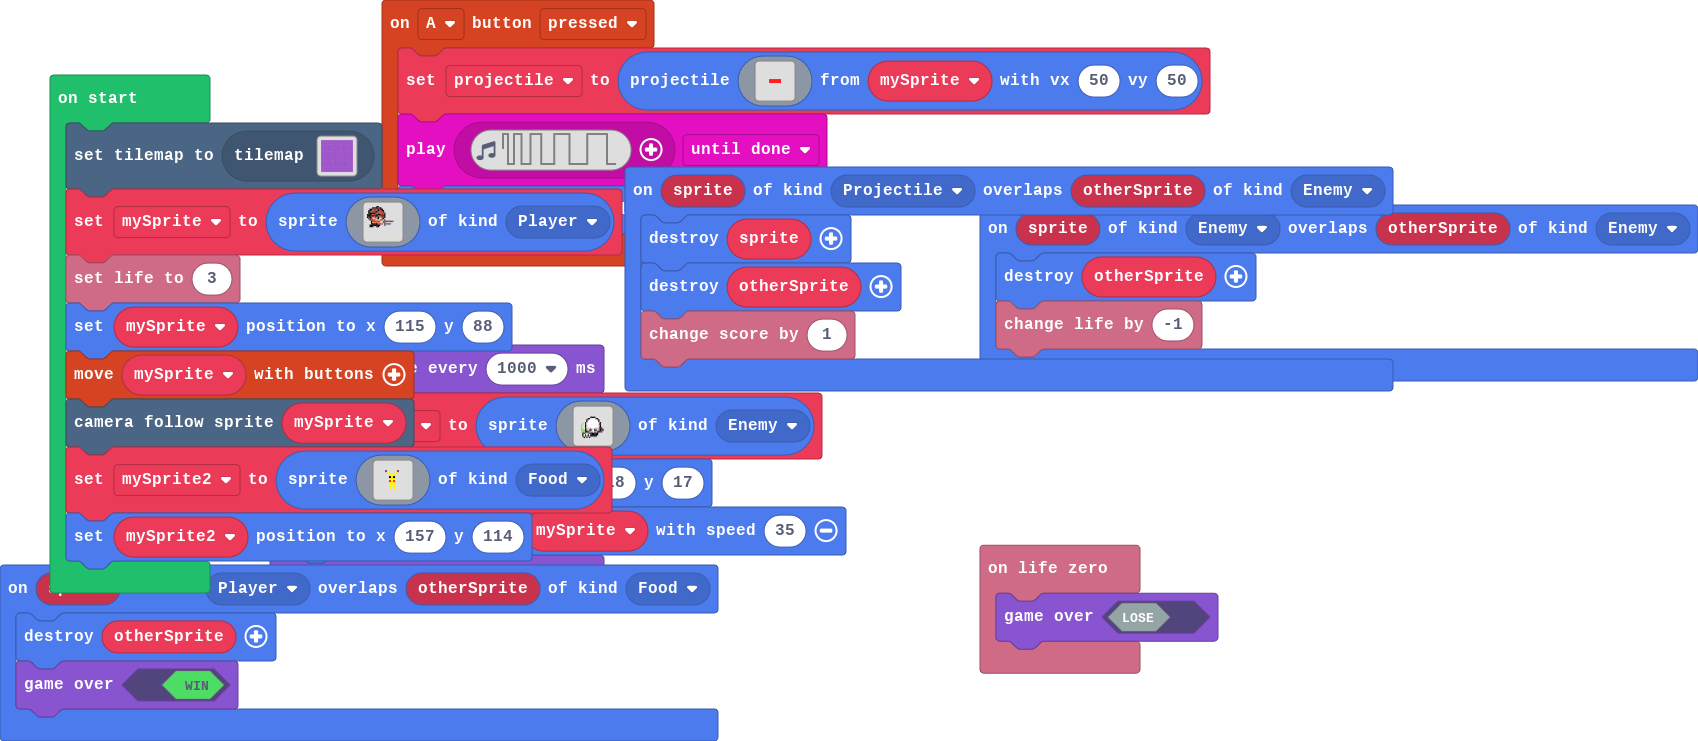 on A button pressed
set projectile to projectile from mySprite with vx 50 vy 50
play until done
on start
set tilemap to tilemap
set mySprite to sprite of kind Player
set life to 3
set mySprite position to x 115 y 88
move mySprite with buttons
camera follow sprite mySprite
set mySprite2 to sprite of kind Food
set mySprite2 position to x 157 y 114
on sprite of kind Projectile overlaps otherSprite of kind Enemy
destroy sprite
destroy otherSprite
change score by 1
on sprite of kind Enemy overlaps otherSprite of kind Enemy
destroy otherSprite
change life by -1
every 1000 ms
to sprite of kind Enemy
y 17
mySprite with speed 35
on Player overlaps otherSprite of kind Food
destroy otherSprite
game over WIN
on life zero
game over LOSE